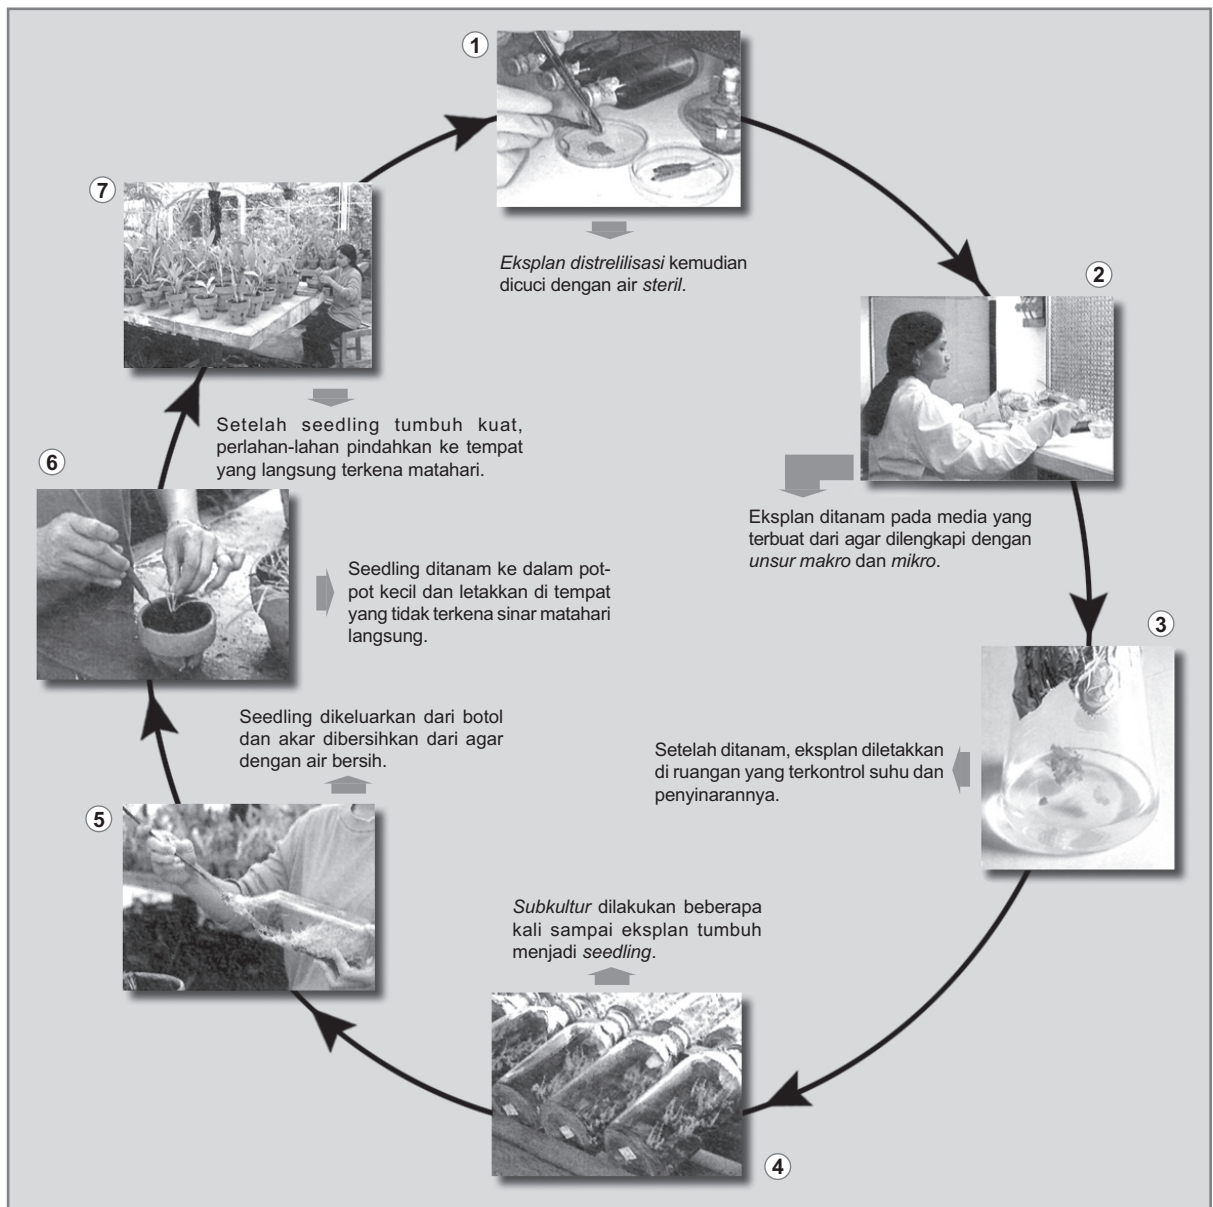 1
Eksplan distrelilisasi kemudian
dicuci dengan air steril.
2
Eksplan ditanam pada media yang
terbuat dari agar dilengkapi dengan
unsur makro dan mikro.
3
Setelah ditanam, eksplan diletakkan
di ruangan yang terkontrol suhu dan
penyinarannya.
4
Subkultur dilakukan beberapa
kali sampai eksplan tumbuh
menjadi seedling.
5
Seedling dikeluarkan dari botol
dan akar dibersihkan dari agar
dengan air bersih.
6
Seedling ditanam ke dalam pot-
pot kecil dan letakkan di tempat
yang tidak terkena sinar matahari
langsung.
7
Setelah seedling tumbuh kuat,
perlahan-lahan pindahkan ke tempat
yang langsung terkena matahari.